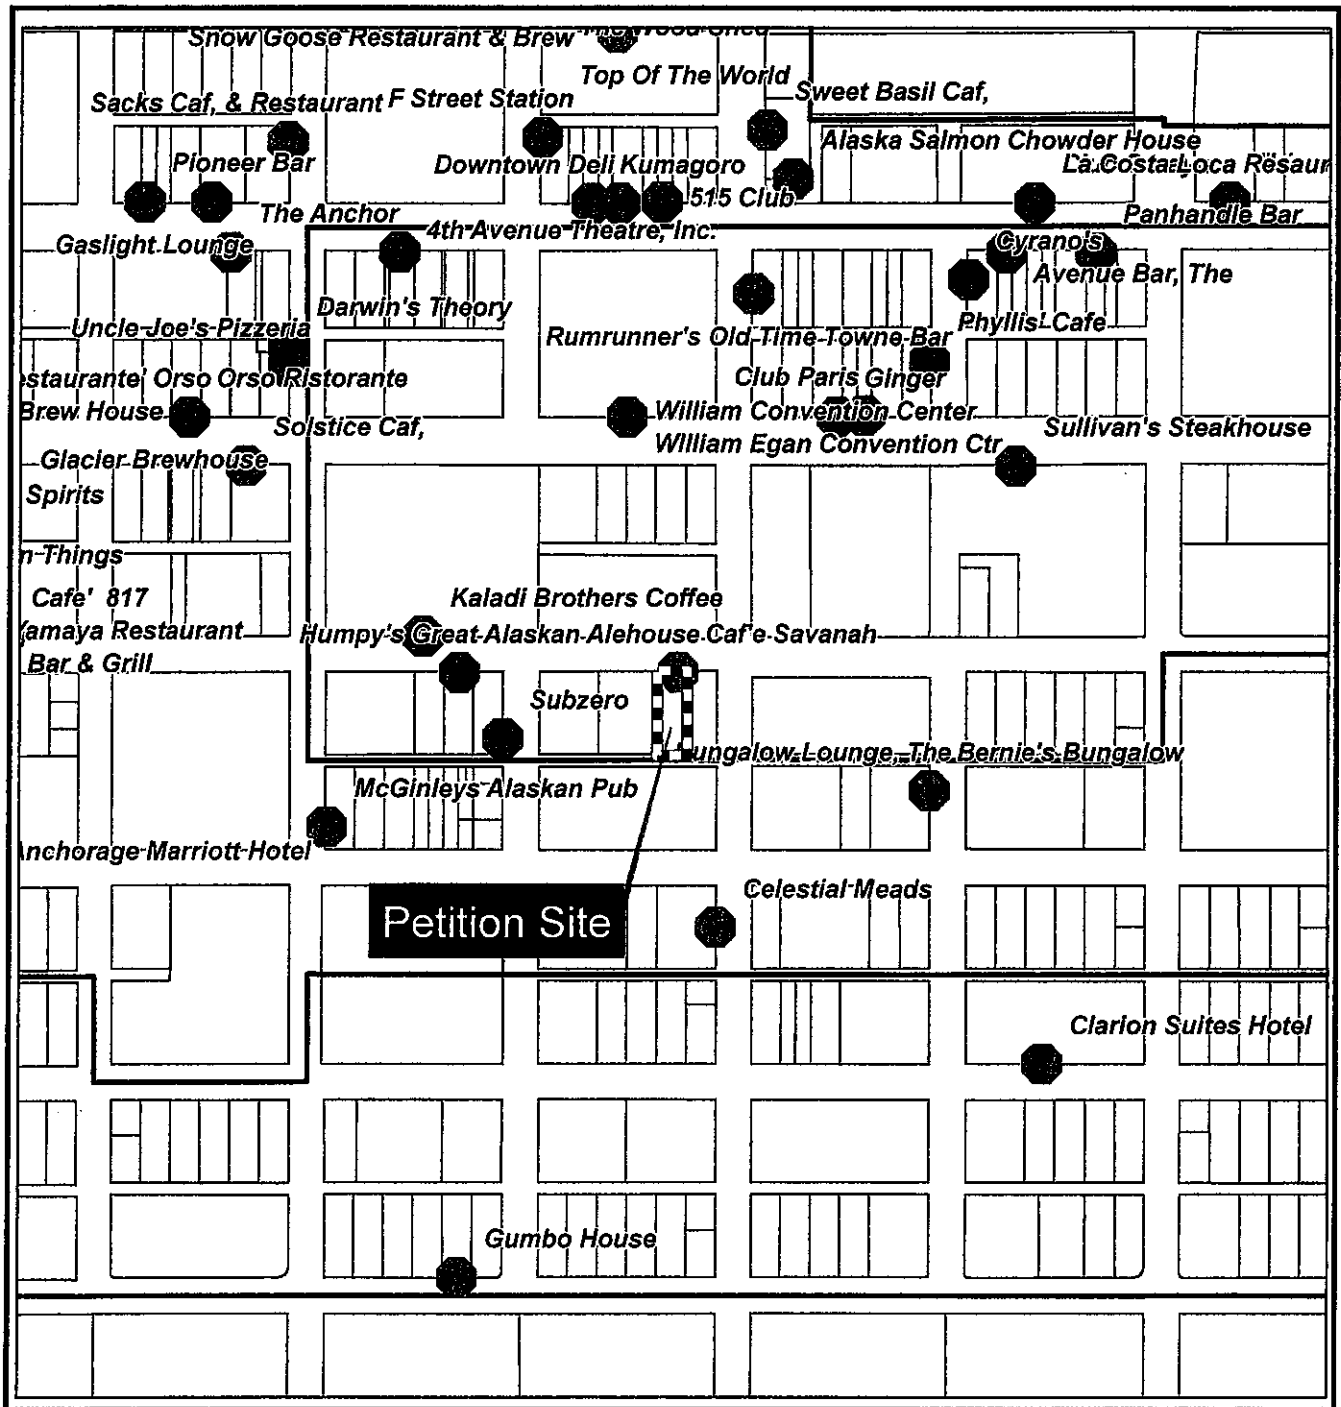 Snow Goose Restaurant & Brew
The Wood Shed
Top Of The World
Sweet Basil Caf,
Sacks Caf, & Restaurant
F Street Station
Alaska Salmon Chowder House
Pioneer Bar
Downtown Deli
Kumagoro
La Costa
Loca Resaur
515 Club
The Anchor
Panhandle Bar
4th Avenue Theatre, Inc.
Gaslight Lounge
Cyrano's
Avenue Bar, The
Darwin's Theory
Uncle Joe's Pizzeria
Rumrunner's Old Time Towne Bar
Phyllis' Cafe
estaurante' Orso Orso Ristorante
Club Paris
Ginger
Brew House
William Convention Center
Solstice Caf,
Sullivan's Steakhouse
WIlliam Egan Convention Ctr
Glacier Brewhouse
Spirits
n Things
Cafe' 817
Kaladi Brothers Coffee
Yamaya Restaurant
Humpy's Great Alaskan Alehouse
Caf'e Savanah
Bar & Grill
Subzero
ungalow Lounge, The
Bernie's Bungalow
McGinleys Alaskan Pub
Anchorage Marriott Hotel
Celestial Meads
Petition Site
Clarion Suites Hotel
Gumbo House